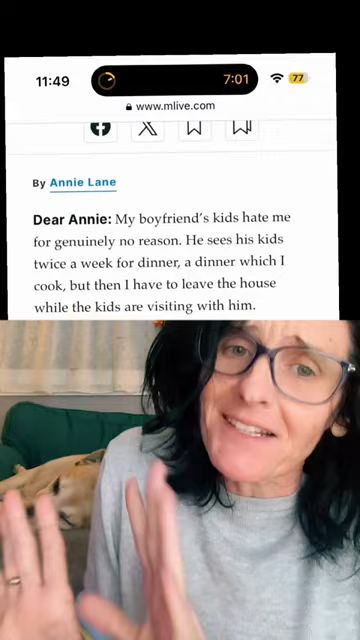 11:49
7:01
77
www.mlive.com
By Annie Lane
Dear Annie: My boyfriend's kids hate me
for genuinely no reason. He sees his kids
twice a week for dinner, a dinner which I
cook, but then I have to leave the house
while the kids are visiting with him.